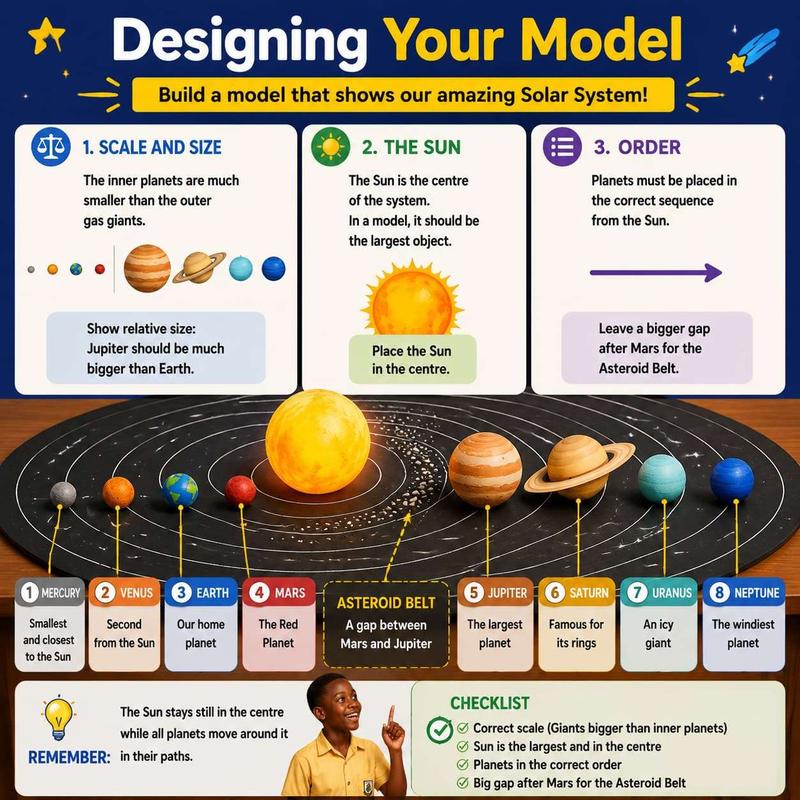 Designing Your Model
Build a model that shows our amazing Solar System!
1. SCALE AND SIZE
The inner planets are much
smaller than the outer
gas giants.
Show relative size:
Jupiter should be much
bigger than Earth.
2. THE SUN
The Sun is the centre
of the system.
In a model, it should be
the largest object.
Place the Sun
in the centre.
3. ORDER
Planets must be placed in
the correct sequence
from the Sun.
Leave a bigger gap
after Mars for the
Asteroid Belt.
1 MERCURY
Smallest
and closest
to the Sun
2 VENUS
Second
from the Sun
3 EARTH
Our home
planet
4 MARS
The Red
Planet
ASTEROID BELT
A gap between
Mars and Jupiter
5 JUPITER
The largest
planet
6 SATURN
Famous for
its rings
7 URANUS
An icy
giant
8 NEPTUNE
The windiest
planet
REMEMBER:
The Sun stays still in the centre
while all planets move around it
in their paths.
CHECKLIST
Correct scale (Giants bigger than inner planets)
Sun is the largest and in the centre
Planets in the correct order
Big gap after Mars for the Asteroid Belt